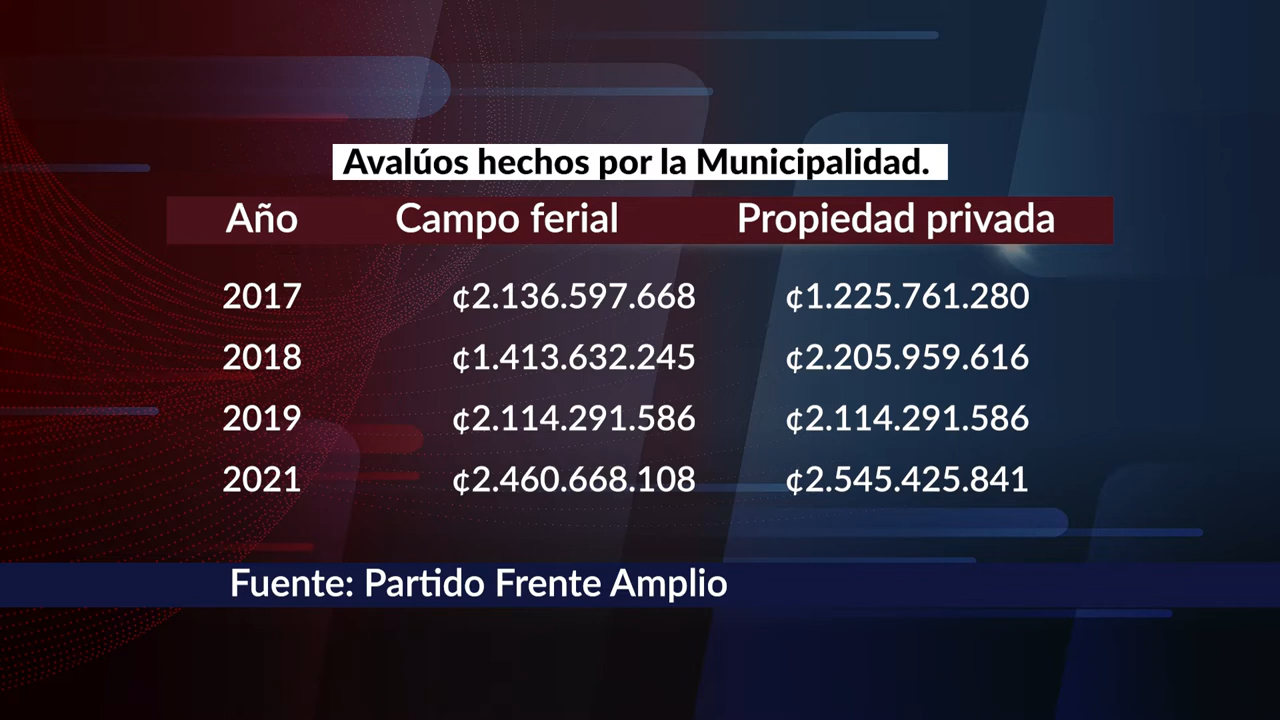 Avalúos hechos por la Municipalidad.
Año Campo ferial Propiedad privada
2017 ₡2.136.597.668 ₡1.225.761.280
2018 ₡1.413.632.245 ₡2.205.959.616
2019 ₡2.114.291.586 ₡2.114.291.586
2021 ₡2.460.668.108 ₡2.545.425.841
Fuente: Partido Frente Amplio